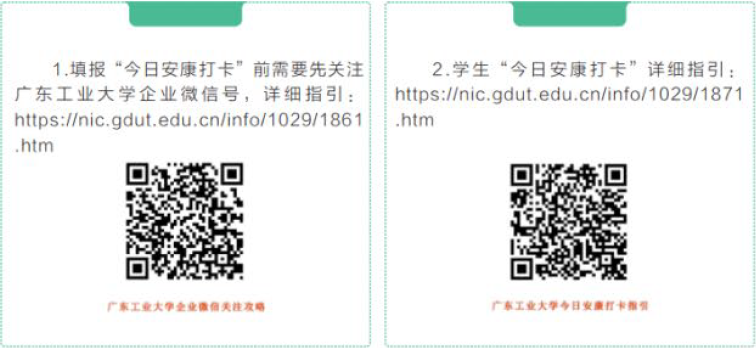 1.填报“今日安康打卡”前需要先关注
广东工业大学企业微信号，详细指引：
https://nic.gdut.edu.cn/info/1029/1861
.htm
广东工业大学企业微信关注攻略
2.学生“今日安康打卡”详细指引：
https://nic.gdut.edu.cn/info/1029/1871
.htm
广东工业大学今日安康打卡指引